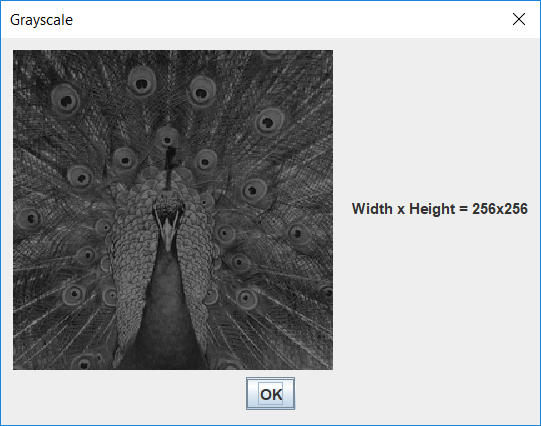 Grayscale
Width x Height = 256x256
OK